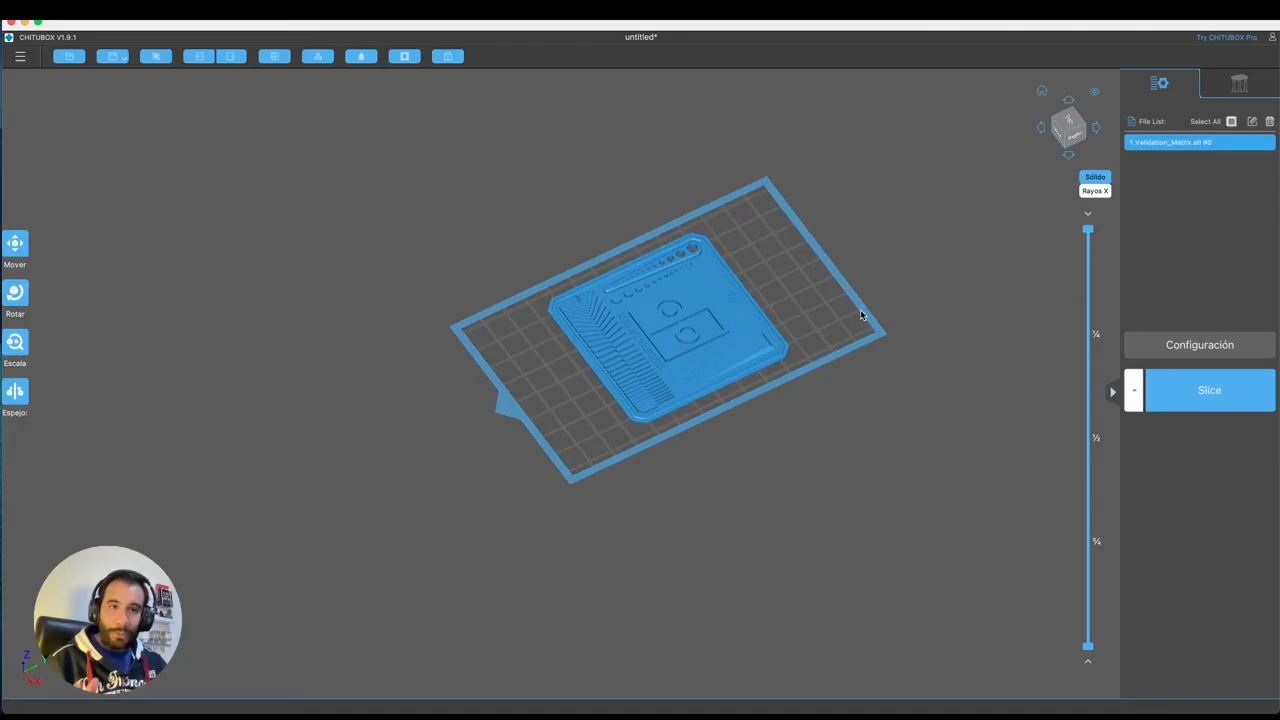 CHITUBOX V1.9.1
untitled*
Try CHITUBOX Pro
File List:
Select All
1 Validation_Matrix.stl #0
Sólido
Rayos X
Mover
Rotar
Escala
Espejo:
¼
½
¾
Configuración
Slice
Z
Y
X